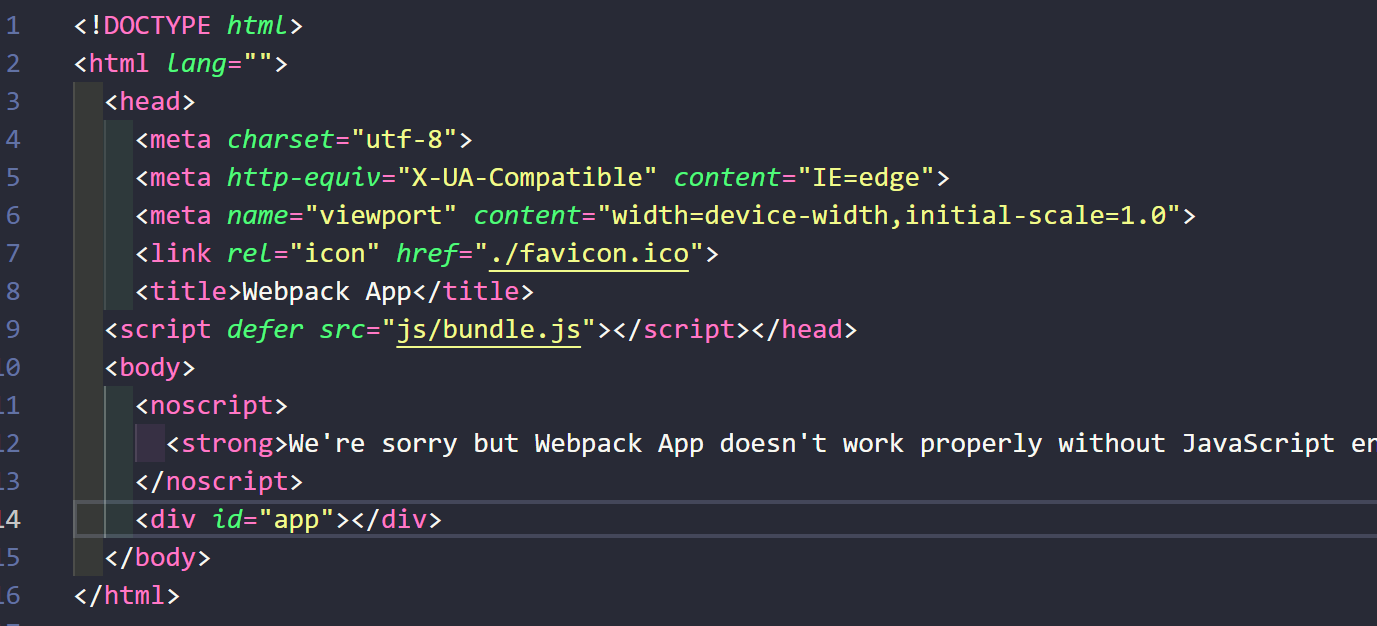 1 <!DOCTYPE html>
2 <html lang="">
3 <head>
4 <meta charset="utf-8">
5 <meta http-equiv="X-UA-Compatible" content="IE=edge">
6 <meta name="viewport" content="width=device-width,initial-scale=1.0">
7 <link rel="icon" href="./favicon.ico">
8 <title>Webpack App</title>
9 <script defer src="js/bundle.js"></script></head>
10 <body>
11 <noscript>
12 <strong>We're sorry but Webpack App doesn't work properly without JavaScript en
13 </noscript>
14 <div id="app"></div>
15 </body>
16 </html>